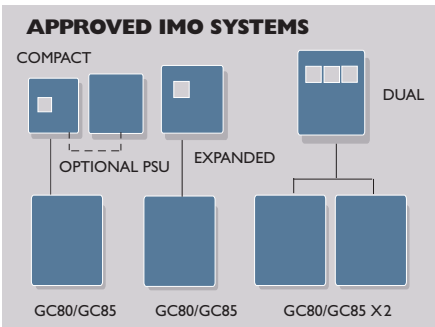 APPROVED IMO SYSTEMS
COMPACT
DUAL
EXPANDED
OPTIONAL PSU
GC80/GC85
GC80/GC85
GC80/GC85 X2